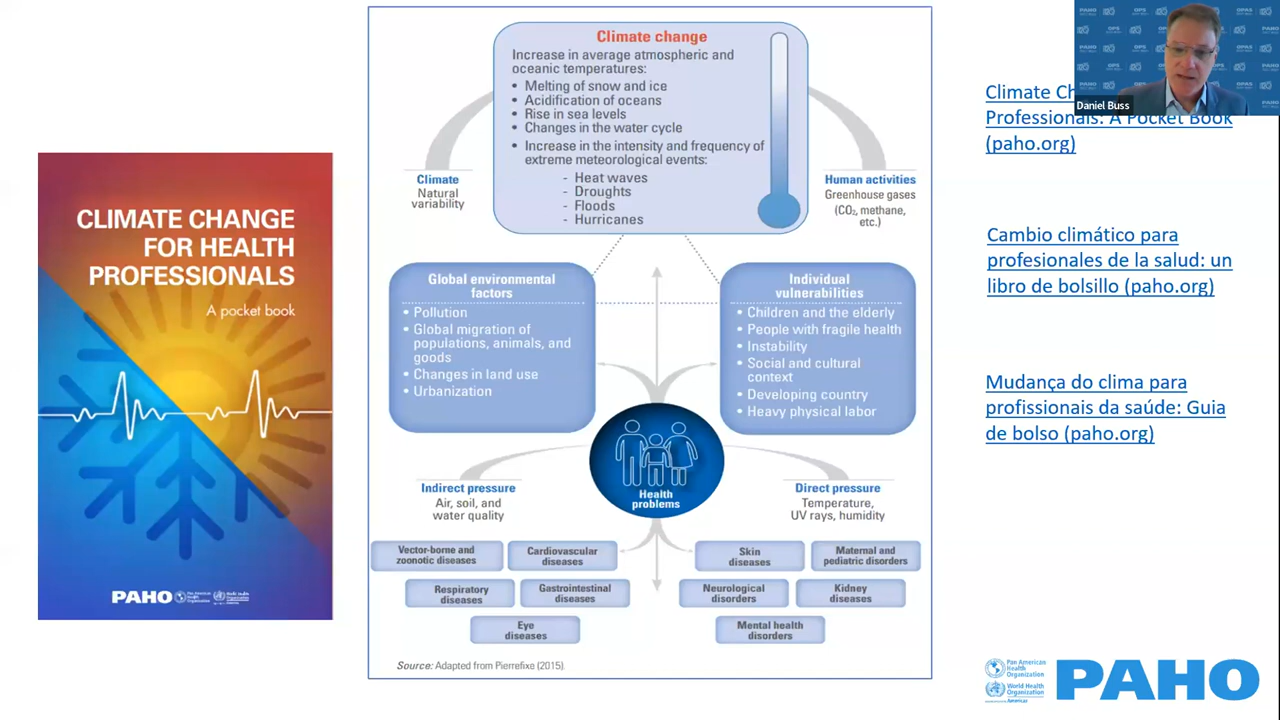 CLIMATE CHANGE
FOR HEALTH
PROFESSIONALS
A pocket book
PAHO
Climate change
Increase in average atmospheric and
oceanic temperatures:
• Melting of snow and ice
• Acidification of oceans
• Rise in sea levels
• Changes in the water cycle
• Increase in the intensity and frequency of
extreme meteorological events:
- Heat waves
- Droughts
- Floods
- Hurricanes
Climate
Natural
variability
Human activities
Greenhouse gases
(CO₂, methane,
etc.)
Global environmental
factors
• Pollution
• Global migration of
populations, animals, and
goods
• Changes in land use
• Urbanization
Individual
vulnerabilities
• Children and the elderly
• People with fragile health
• Instability
• Social and cultural
context
• Developing country
• Heavy physical labor
Health
problems
Indirect pressure
Air, soil, and
water quality
Direct pressure
Temperature,
UV rays, humidity
Vector-borne and
zoonotic diseases
Cardiovascular
diseases
Respiratory
diseases
Gastrointestinal
diseases
Eye
diseases
Skin
diseases
Maternal and
pediatric disorders
Neurological
disorders
Kidney
diseases
Mental health
disorders
Source: Adapted from Pierrefixe (2015).
Daniel Buss
Climate Ch
Professionals: A Pocket Book
(paho.org)
Cambio climático para
profesionales de la salud: un
libro de bolsillo (paho.org)
Mudança do clima para
profissionais da saúde: Guia
de bolso (paho.org)
Pan American
Health
Organization
World Health
Organization
Americas
PAHO